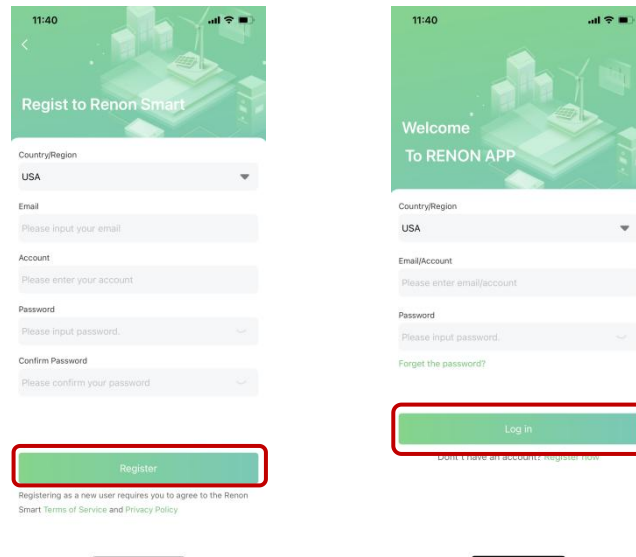 11:40
Regist to Renon Smart
Country/Region
USA
Email
Please input your email
Account
Please enter your account
Password
Please input password.
Confirm Password
Please confirm your password
Register
Registering as a new user requires you to agree to the Renon
Smart Terms of Service and Privacy Policy
11:40
Welcome
To RENON APP
Country/Region
USA
Email/Account
Please enter email/account
Password
Please input password.
Forget the password?
Log in
Dont't have an account? Register now